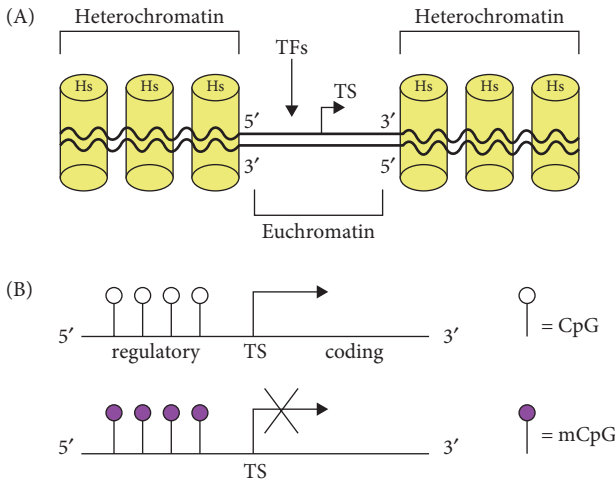 (A)
Heterochromatin Heterochromatin
TFs
TS
Hs Hs Hs Hs Hs Hs
5′ 3′
3′ 5′
Euchromatin
(B)
5′ 3′
regulatory TS coding
= CpG
5′ 3′
TS
= mCpG